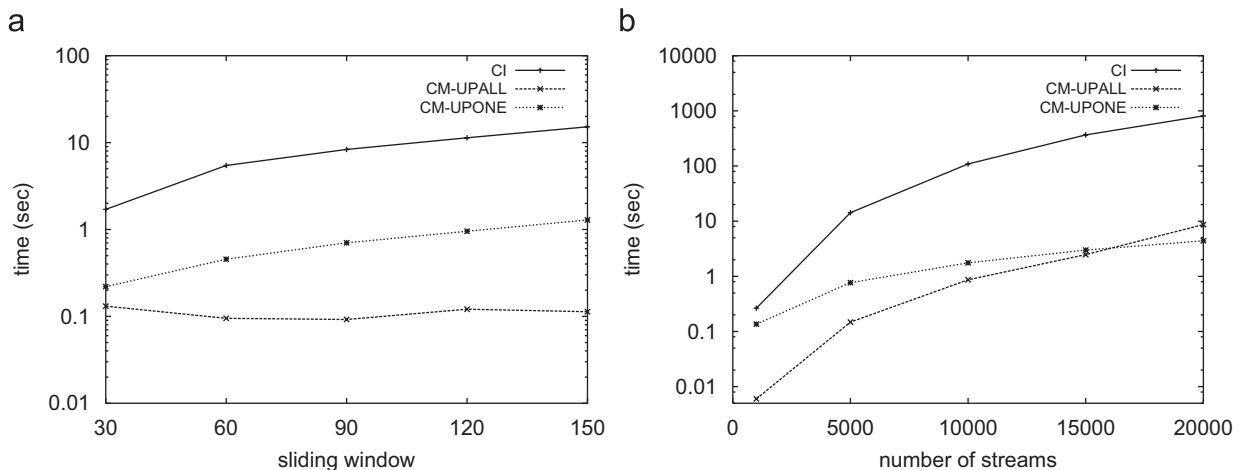 a
100
10
1
0.1
0.01
time (sec)
CI
CM-UPALL
CM-UPONE
30 60 90 120 150
sliding window
b
10000
1000
100
10
1
0.1
0.01
time (sec)
CI
CM-UPALL
CM-UPONE
0 5000 10000 15000 20000
number of streams